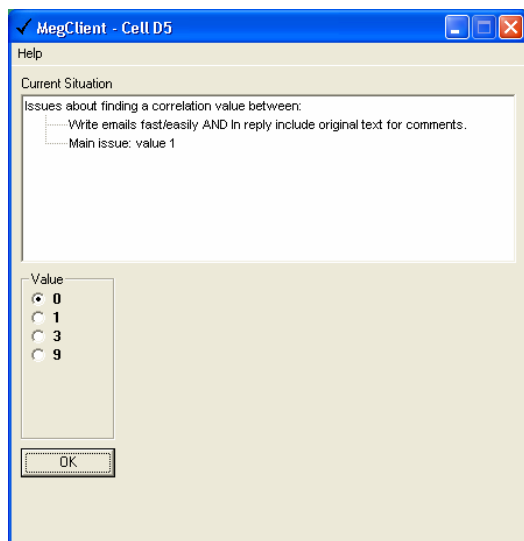 MegClient - Cell D5
Help
Current Situation
Issues about finding a correlation value between:
Write emails fast/easily AND In reply include original text for comments.
Main issue: value 1
Value
0
1
3
9
OK